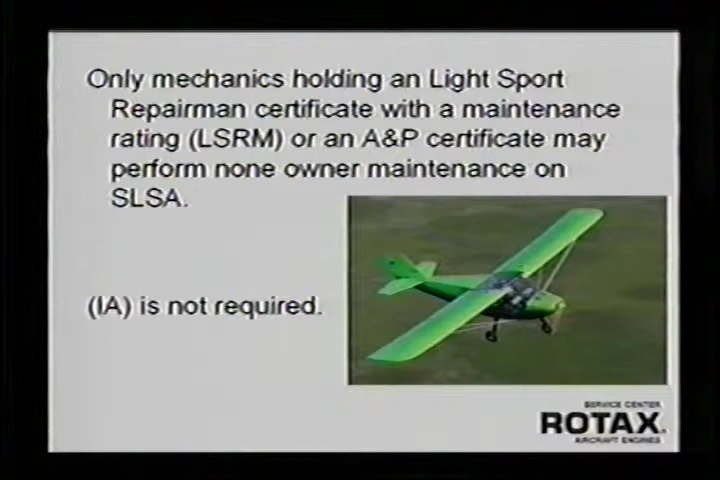 Only mechanics holding an Light Sport
Repairman certificate with a maintenance
rating (LSRM) or an A&P certificate may
perform none owner maintenance on
SLSA.
(IA) is not required.
SERVICE CENTER
ROTAX.
AIRCRAFT ENGINES